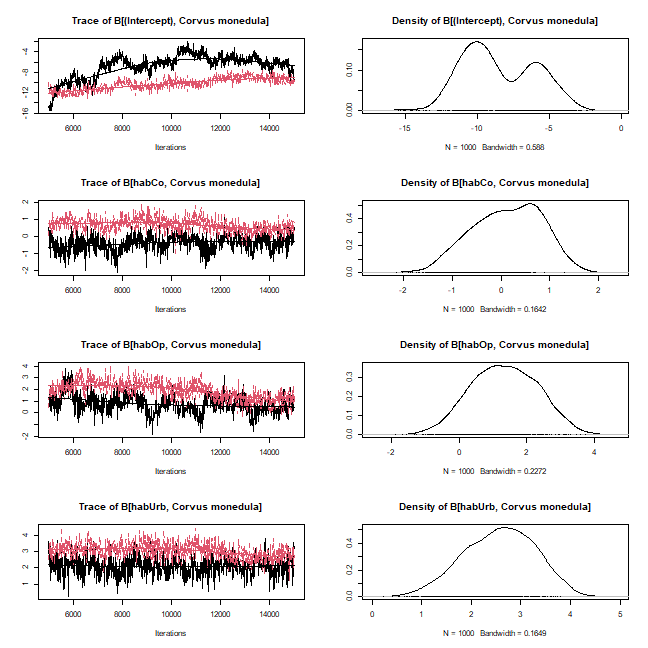 Trace of B[(Intercept), Corvus monedula]
Density of B[(Intercept), Corvus monedula]
-4
-8
-12
-16
6000 8000 10000 12000 14000
Iterations
0.10
0.00
-15 -10 -5 0
N = 1000 Bandwidth = 0.588
Trace of B[habCo, Corvus monedula]
Density of B[habCo, Corvus monedula]
2
1
0
-1
-2
6000 8000 10000 12000 14000
Iterations
0.4
0.2
0.0
-2 -1 0 1 2
N = 1000 Bandwidth = 0.1642
Trace of B[habOp, Corvus monedula]
Density of B[habOp, Corvus monedula]
4
3
2
1
0
-2
6000 8000 10000 12000 14000
Iterations
0.3
0.2
0.1
0.0
-2 0 2 4
N = 1000 Bandwidth = 0.2272
Trace of B[habUrb, Corvus monedula]
Density of B[habUrb, Corvus monedula]
4
3
2
1
6000 8000 10000 12000 14000
Iterations
0.4
0.2
0.0
0 1 2 3 4 5
N = 1000 Bandwidth = 0.1649